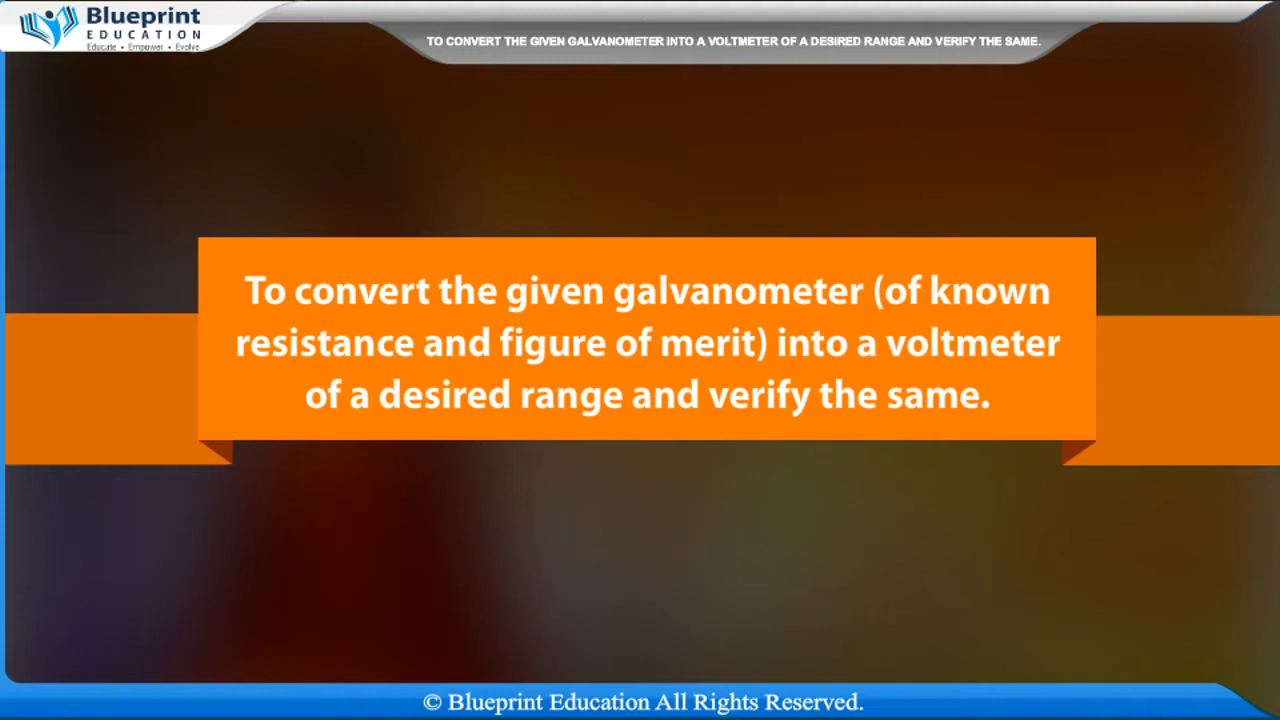 Blueprint
EDUCATION
Educate • Empower • Evolve
TO CONVERT THE GIVEN GALVANOMETER INTO A VOLTMETER OF A DESIRED RANGE AND VERIFY THE SAME.
To convert the given galvanometer (of known
resistance and figure of merit) into a voltmeter
of a desired range and verify the same.
© Blueprint Education All Rights Reserved.